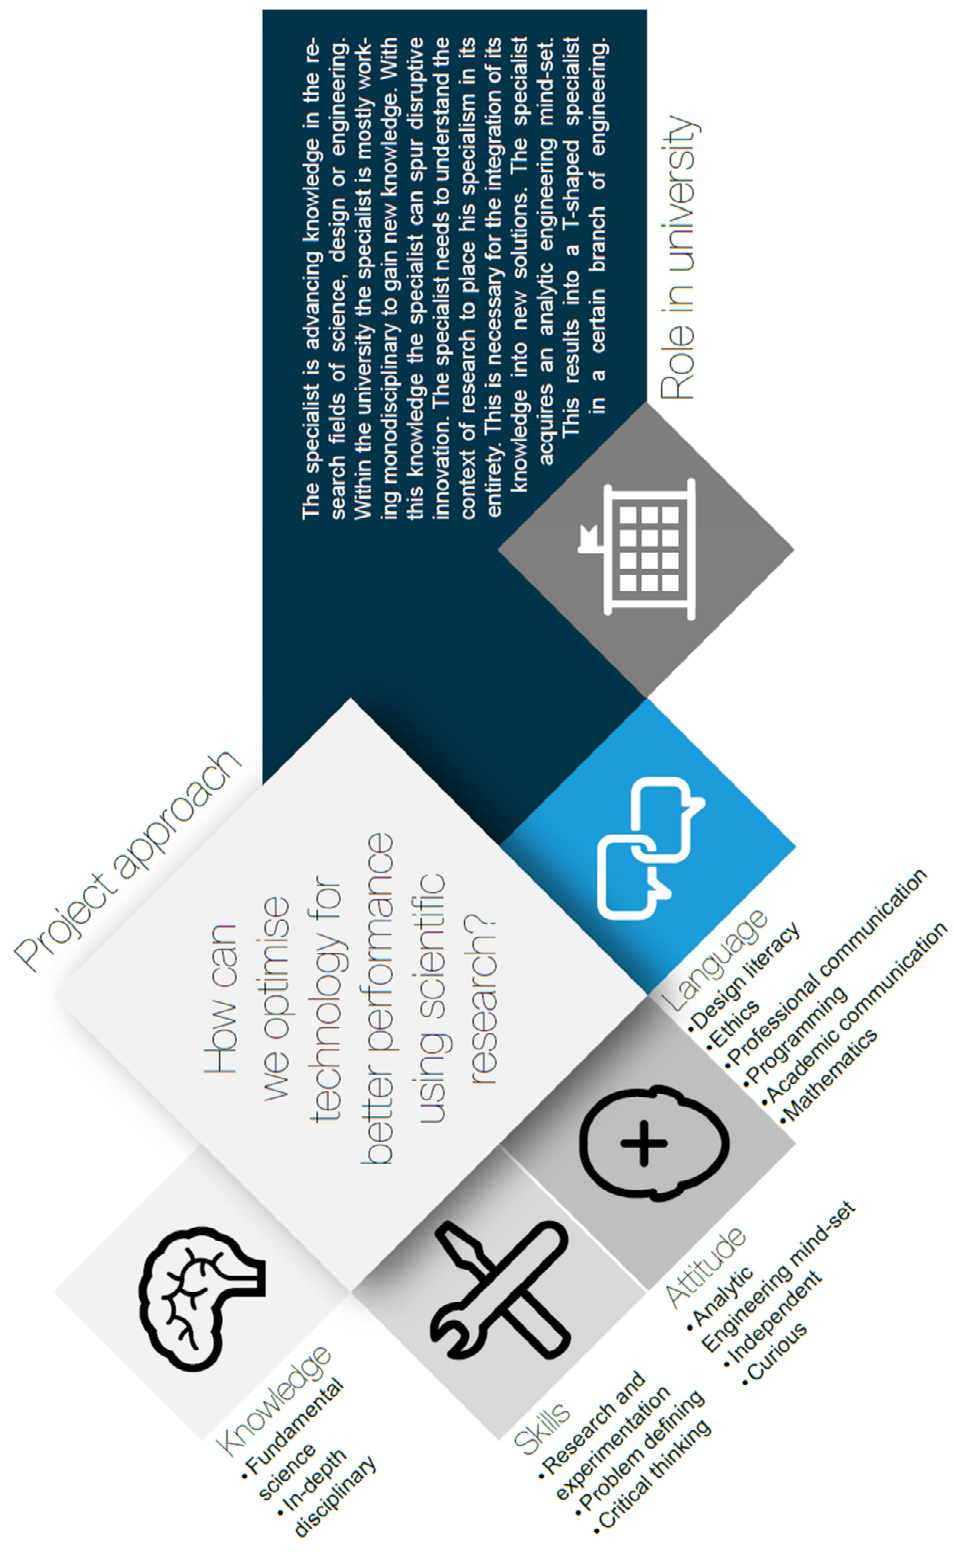 Project approach
How can
we optimise
technology for
better performance
using scientific
research?
The specialist is advancing knowledge in the re-
search fields of science, design or engineering.
Within the university the specialist is mostly work-
ing monodisciplinary to gain new knowledge. With
this knowledge the specialist can spur disruptive
innovation. The specialist needs to understand the
context of research to place his specialism in its
entirety. This is necessary for the integration of its
knowledge into new solutions. The specialist
acquires an analytic engineering mind-set.
This results into a T-shaped specialist
in a certain branch of engineering.
Role in university
Knowledge
• Fundamental
science
• In-depth
disciplinary
Skills
• Research and
experimentation
• Problem defining
• Critical thinking
Attitude
• Analytic
Engineering mind-set
• Independent
• Curious
Language
• Design literacy
• Ethics
• Professional communication
• Programming
• Academic communication
• Mathematics